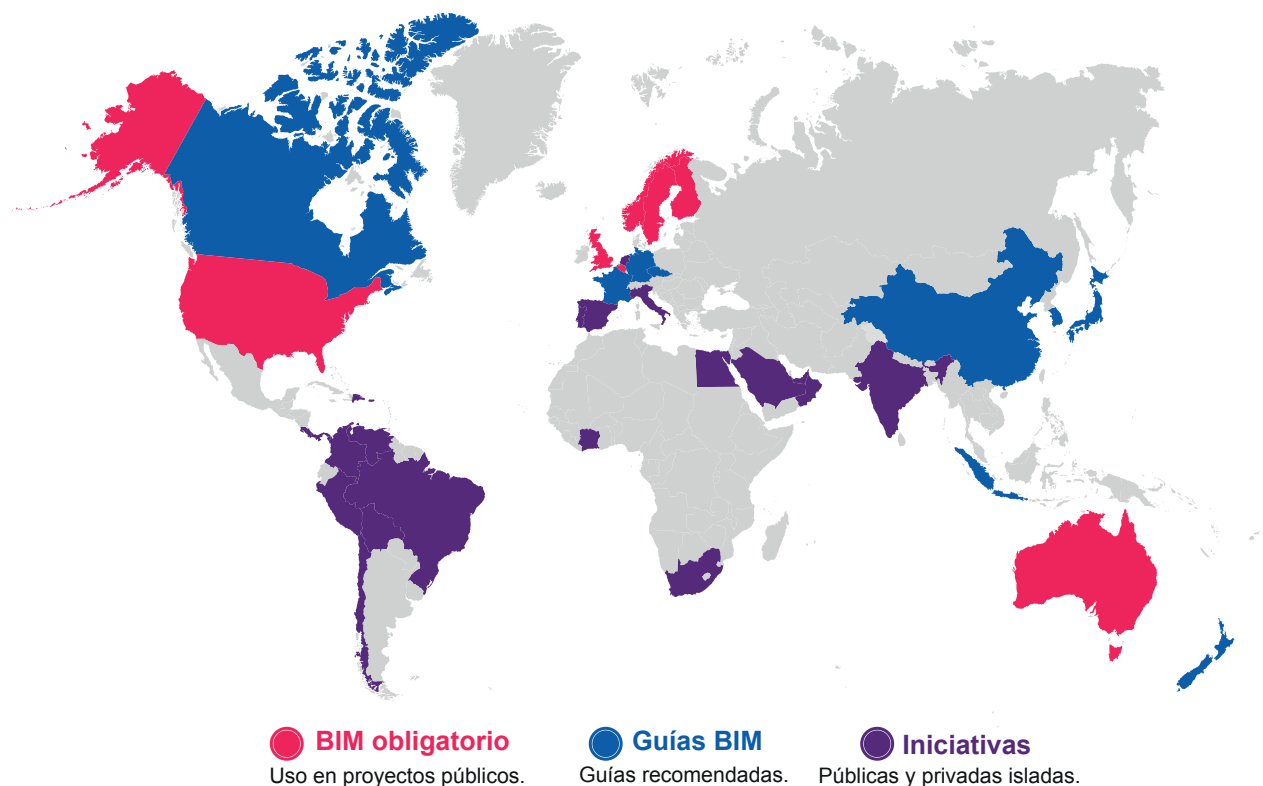 BIM obligatorio
Uso en proyectos públicos.
Guías BIM
Guías recomendadas.
Iniciativas
Públicas y privadas isladas.